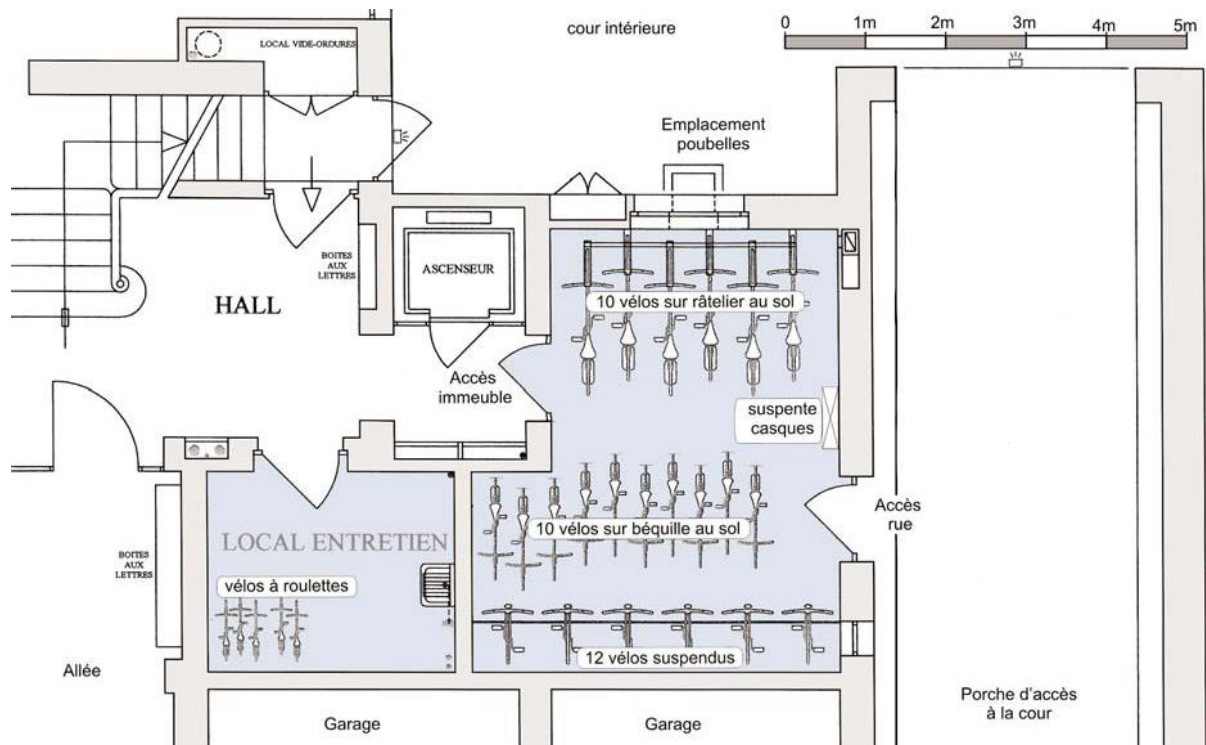 cour intérieure
0 1m 2m 3m 4m 5m
LOCAL VIDE-ORDURES
Emplacement
poubelles
BOITES
AUX
LETTRES
ASCENSEUR
HALL
10 vélos sur râtelier au sol
Accès
immeuble
suspente
casques
Accès
rue
10 vélos sur béquille au sol
LOCAL ENTRETIEN
BOITES
AUX
LETTRES
vélos à roulettes
12 vélos suspendus
Allée
Garage
Garage
Porche d'accès
à la cour